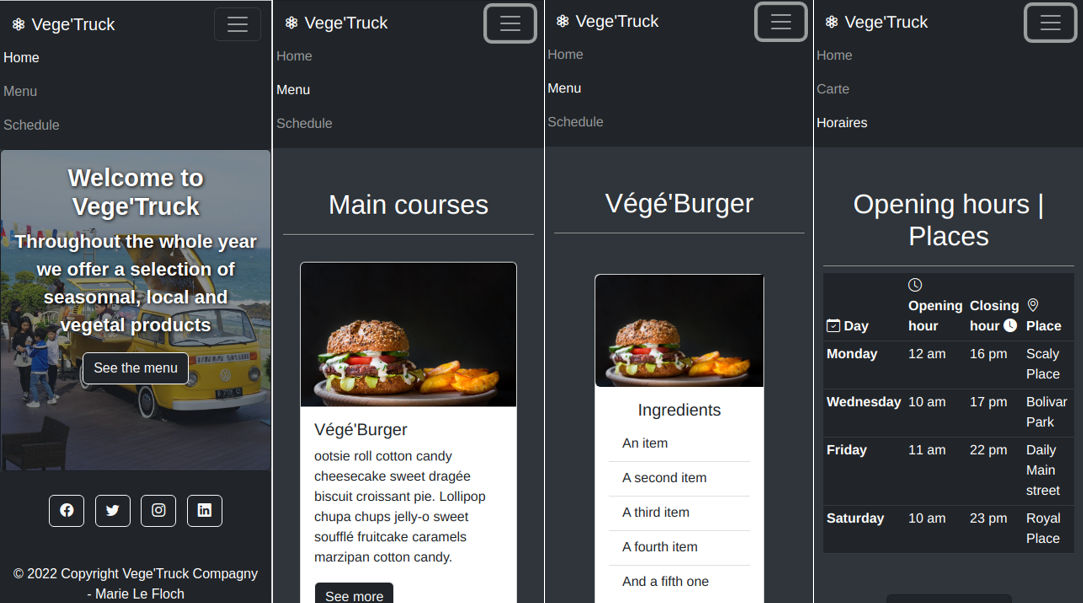 Vege'Truck
Home
Menu
Schedule
Welcome to
Vege'Truck
Throughout the whole year
we offer a selection of
seasonnal, local and
vegetal products
See the menu
© 2022 Copyright Vege'Truck Compagny
- Marie Le Floch
Vege'Truck
Home
Menu
Schedule
Main courses
Végé'Burger
ootsie roll cotton candy
cheesecake sweet dragée
biscuit croissant pie. Lollipop
chupa chups jelly-o sweet
soufflé fruitcake caramels
marzipan cotton candy.
See more
Vege'Truck
Home
Menu
Schedule
Végé'Burger
Ingredients
An item
A second item
A third item
A fourth item
And a fifth one
Vege'Truck
Home
Carte
Horaires
Opening hours |
Places
Day Opening hour Closing hour Place
Monday 12 am 16 pm Scaly Place
Wednesday 10 am 17 pm Bolivar Park
Friday 11 am 22 pm Daily Main street
Saturday 10 am 23 pm Royal Place